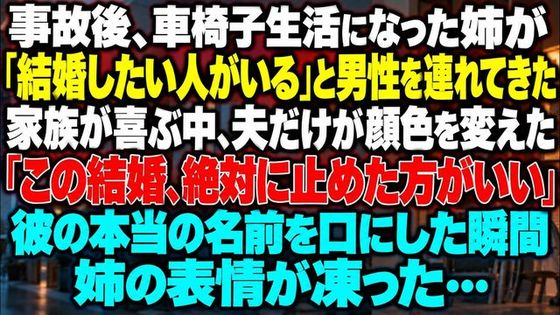 事故後、車椅子生活になった姉が
「結婚したい人がいる」と男性を連れてきた
家族が喜ぶ中、夫だけが顔色を変えた
「この結婚、絶対に止めた方がいい」
彼の本当の名前を口にした瞬間
姉の表情が凍った…